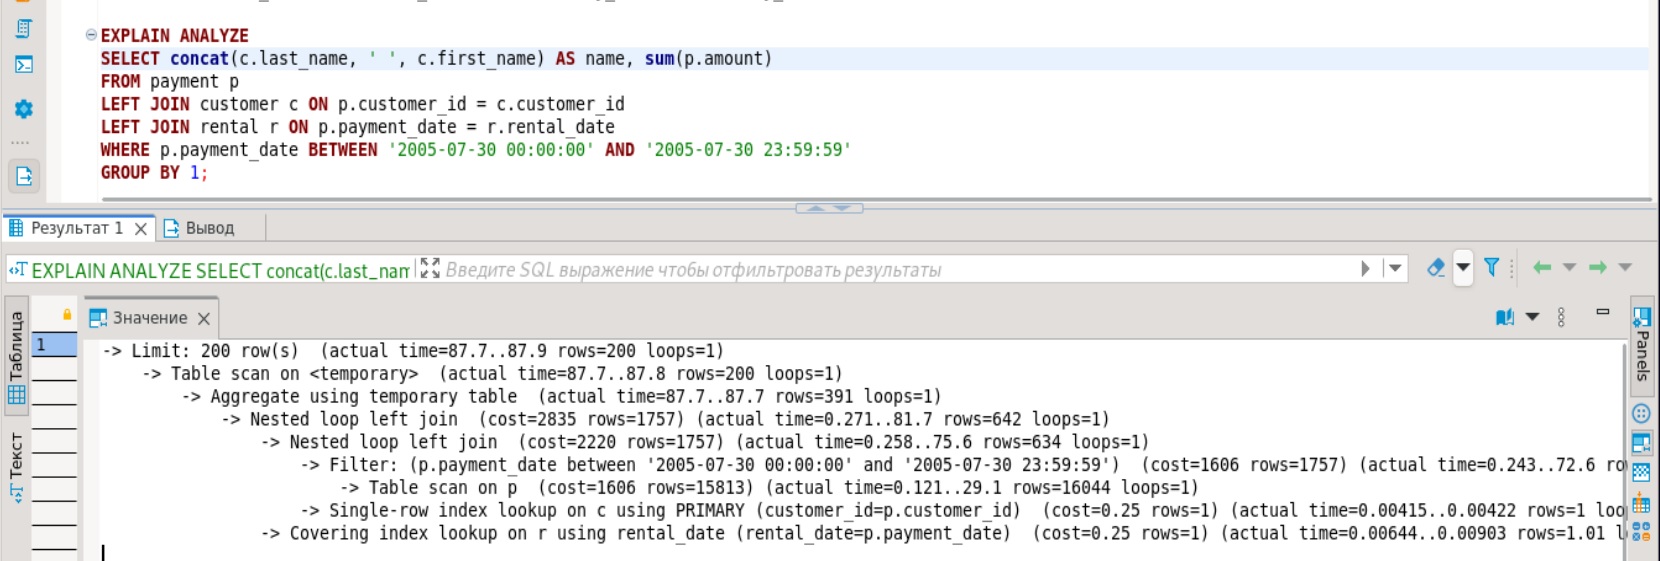 EXPLAIN ANALYZE
SELECT concat(c.last_name, ' ', c.first_name) AS name, sum(p.amount)
FROM payment p
LEFT JOIN customer c ON p.customer_id = c.customer_id
LEFT JOIN rental r ON p.payment_date = r.rental_date
WHERE p.payment_date BETWEEN '2005-07-30 00:00:00' AND '2005-07-30 23:59:59'
GROUP BY 1;
Результат 1
Вывод
EXPLAIN ANALYZE SELECT concat(c.last_nam
Введите SQL выражение чтобы отфильтровать результаты
Таблица
Текст
1
Значение
Panels
-> Limit: 200 row(s)  (actual time=87.7..87.9 rows=200 loops=1)
-> Table scan on <temporary>  (actual time=87.7..87.8 rows=200 loops=1)
-> Aggregate using temporary table  (actual time=87.7..87.7 rows=391 loops=1)
-> Nested loop left join  (cost=2835 rows=1757) (actual time=0.271..81.7 rows=642 loops=1)
-> Nested loop left join  (cost=2220 rows=1757) (actual time=0.258..75.6 rows=634 loops=1)
-> Filter: (p.payment_date between '2005-07-30 00:00:00' and '2005-07-30 23:59:59')  (cost=1606 rows=1757) (actual time=0.243..72.6 ro
-> Table scan on p  (cost=1606 rows=15813) (actual time=0.121..29.1 rows=16044 loops=1)
-> Single-row index lookup on c using PRIMARY (customer_id=p.customer_id)  (cost=0.25 rows=1) (actual time=0.00415..0.00422 rows=1 loo
-> Covering index lookup on r using rental_date (rental_date=p.payment_date)  (cost=0.25 rows=1) (actual time=0.00644..0.00903 rows=1.01 l